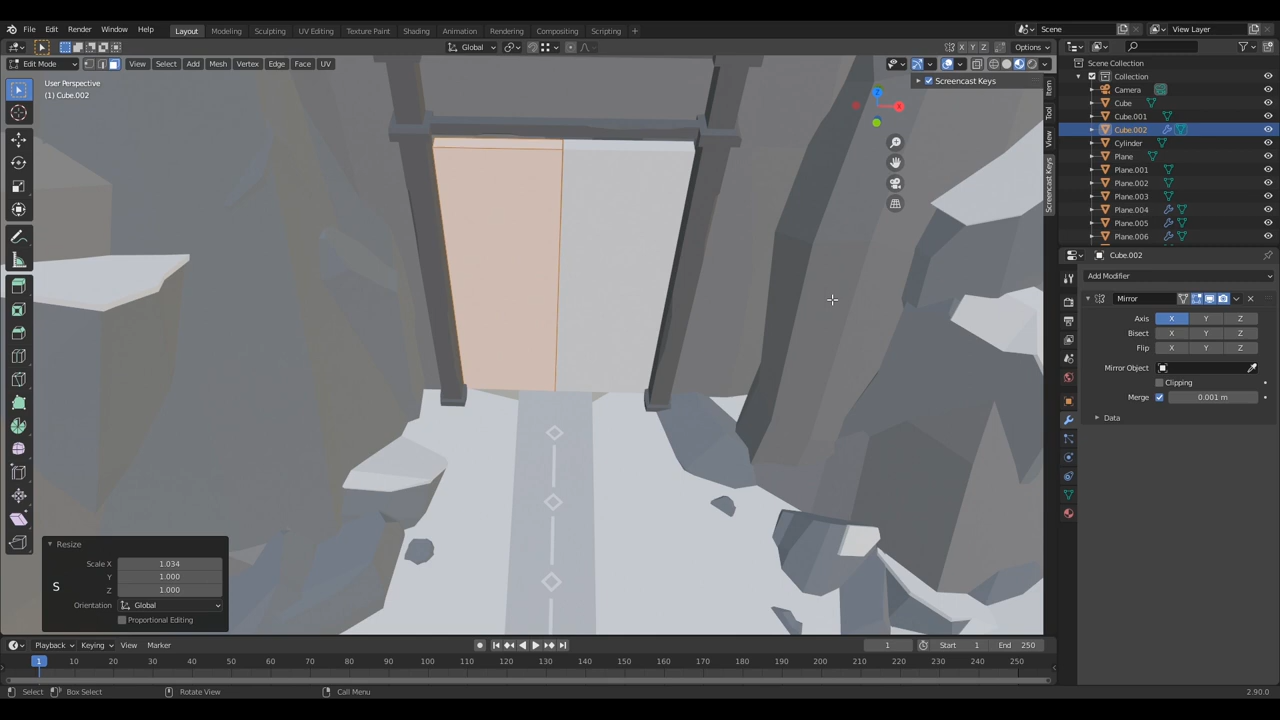 File Edit Render Window Help Layout Modeling Sculpting UV Editing Texture Paint Shading Animation Rendering Compositing Scripting + Scene View Layer
Global X Y Z Options
Edit Mode View Select Add Mesh Vertex Edge Face UV
User Perspective
(1) Cube.002
Screencast Keys
Z
X
Item
Tool
View
Screencast Keys
Scene Collection
Collection
Camera
Cube
Cube.001
Cube.002
Cylinder
Plane
Plane.001
Plane.002
Plane.003
Plane.004
Plane.005
Plane.006
Cube.002
Add Modifier
Mirror
Axis X Y Z
Bisect X Y Z
Flip X Y Z
Mirror Object
Clipping
Merge 0.001 m
Data
Resize
Scale X 1.034
Y 1.000
Z 1.000
Orientation Global
Proportional Editing
S
Playback Keying View Marker 1 Start 1 End 250
1 10 20 30 40 50 60 70 80 90 100 110 120 130 140 150 160 170 180 190 200 210 220 230 240 250
Select Box Select Rotate View Call Menu 2.90.0